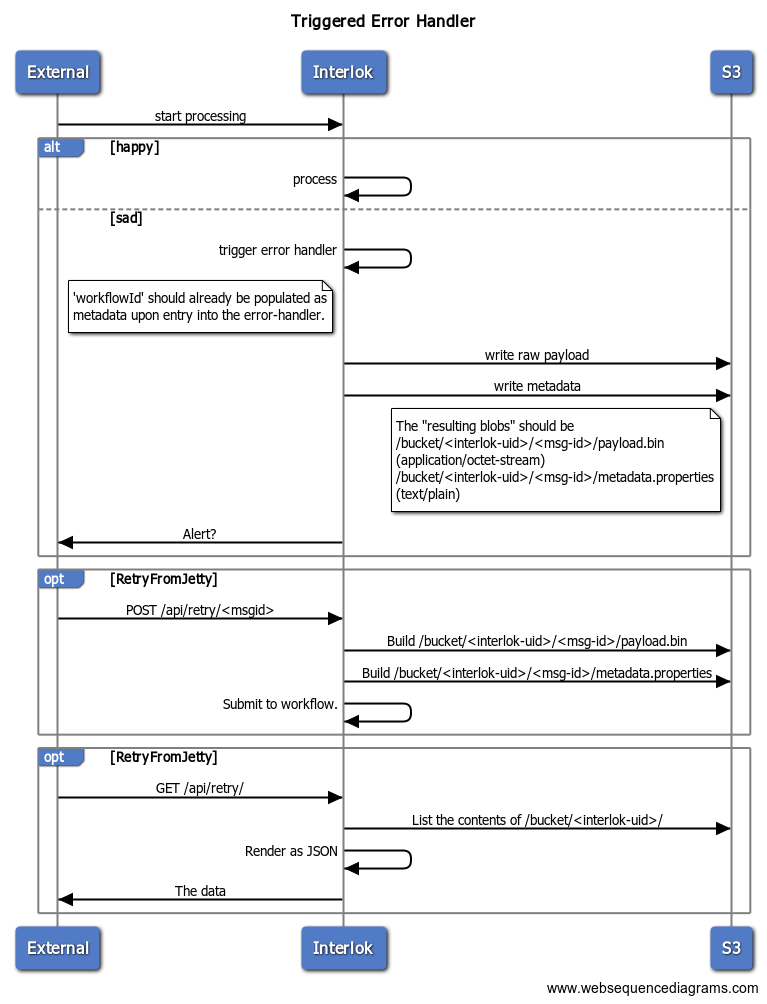 Triggered Error Handler
External
Interlok
S3
start processing
alt
[happy]
process
[sad]
trigger error handler
'workflowId' should already be populated as
metadata upon entry into the error-handler.
write raw payload
write metadata
The "resulting blobs" should be
/bucket/<interlok-uid>/<msg-id>/payload.bin
(application/octet-stream)
/bucket/<interlok-uid>/<msg-id>/metadata.properties
(text/plain)
Alert?
opt
[RetryFromJetty]
POST /api/retry/<msgid>
Build /bucket/<interlok-uid>/<msg-id>/payload.bin
Build /bucket/<interlok-uid>/<msg-id>/metadata.properties
Submit to workflow.
opt
[RetryFromJetty]
GET /api/retry/
List the contents of /bucket/<interlok-uid>/
Render as JSON
The data
External
Interlok
S3
www.websequencediagrams.com